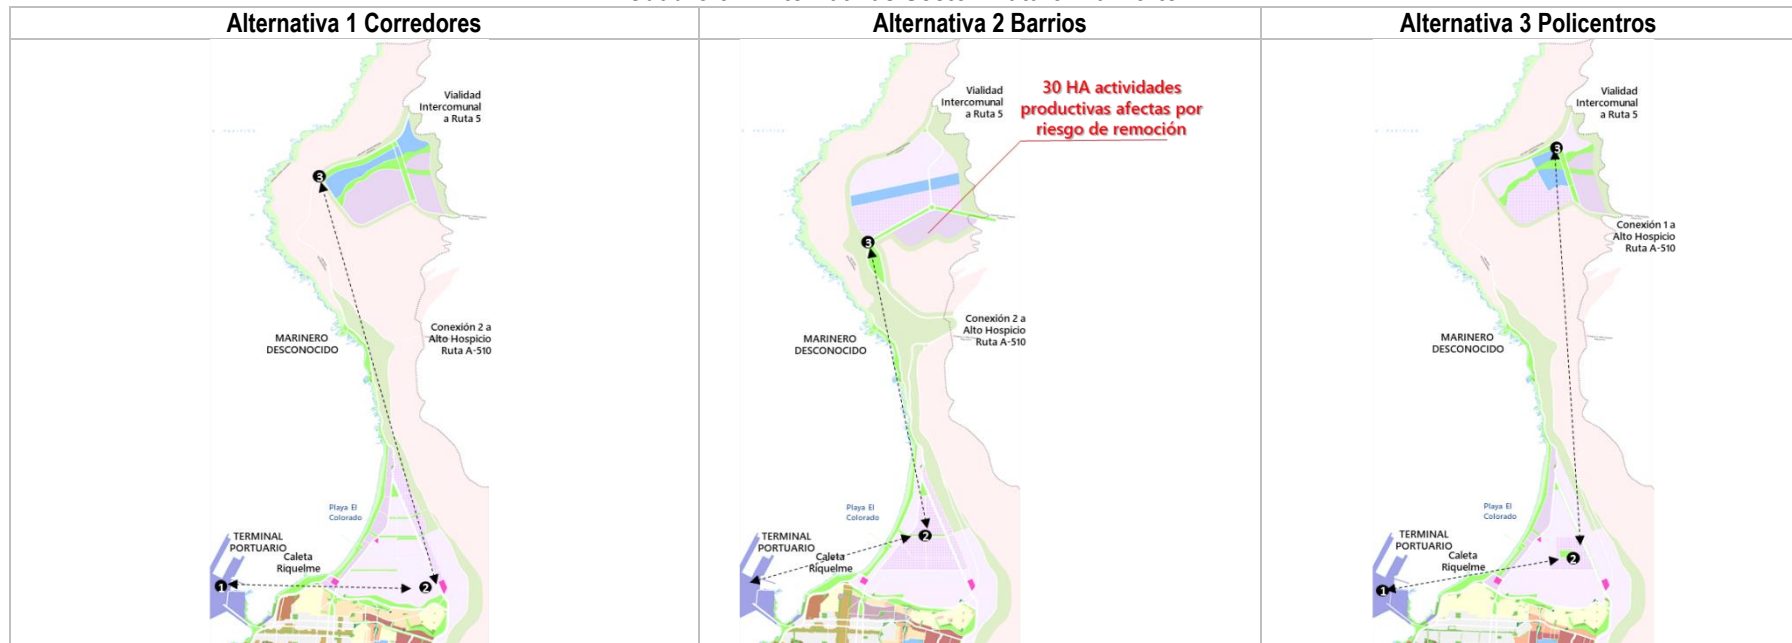 Alternativa 1 Corredores
Alternativa 2 Barrios
Alternativa 3 Policentros
Vialidad
Intercomunal
a Ruta 5
3
Conexión 2 a
Alto Hospicio
Ruta A-510
MARINERO
DESCONOCIDO
Playa El
Colorado
TERMINAL
PORTUARIO
Caleta
Riquelme
1
2
30 HA actividades
productivas afectas por
riesgo de remoción
Vialidad
Intercomunal
a Ruta 5
3
Conexión 2 a
Alto Hospicio
Ruta A-510
MARINERO
DESCONOCIDO
Playa El
Colorado
TERMINAL
PORTUARIO
Caleta
Riquelme
2
Vialidad
Intercomunal
a Ruta 5
3
Conexión 1 a
Alto Hospicio
Ruta A-510
MARINERO
DESCONOCIDO
Playa El
Colorado
TERMINAL
PORTUARIO
Caleta
Riquelme
1
2